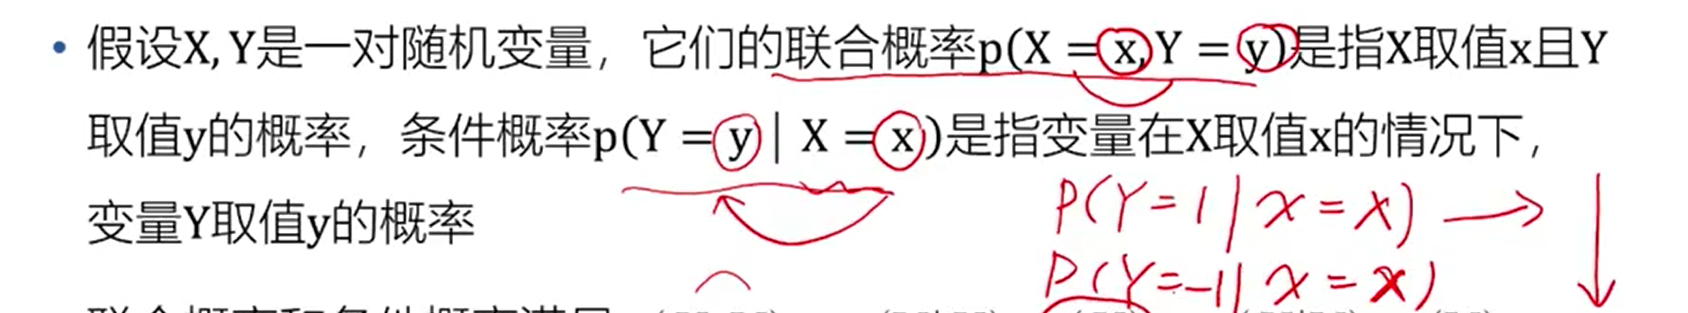 • 假设X, Y是一对随机变量，它们的联合概率p(X = x,Y = y)是指X取值x且Y
取值y的概率，条件概率p(Y = y | X = x))是指变量在X取值x的情况下，
变量Y取值y的概率
P(Y=1 | x = x) →
P(Y=-1 | x = x)